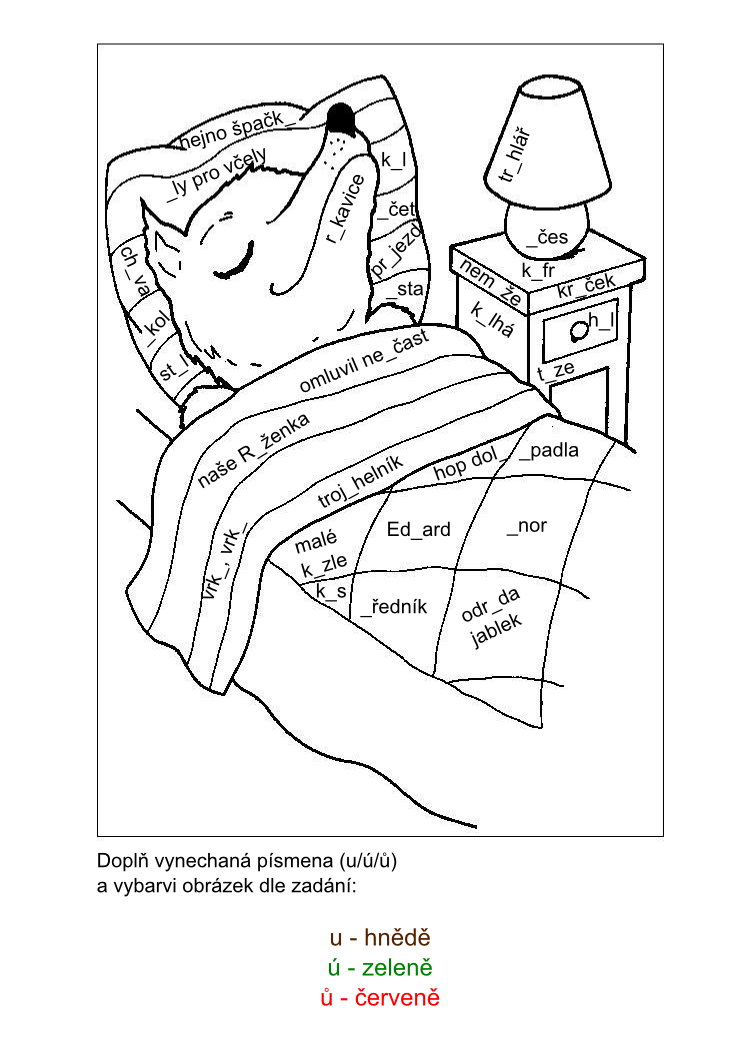 hejno špačk_
_ly pro včely
k_l
r_kavice
_čet
pr_jezd
_sta
ch_va
_kol
st_l
tr_hlář
_čes
k_fr
nem_že
kr_ček
k_lhá
h_l
t_ze
omluvil ne_čast
naše R_ženka
troj_helník
vrk_, vrk_
hop dol_
_padla
Ed_ard
_nor
malé
k_zle
k_s
_ředník
odr_da
jablek
Doplň vynechaná písmena (u/ú/ů)
a vybarvi obrázek dle zadání:
u - hnědě
ú - zeleně
ů - červeně